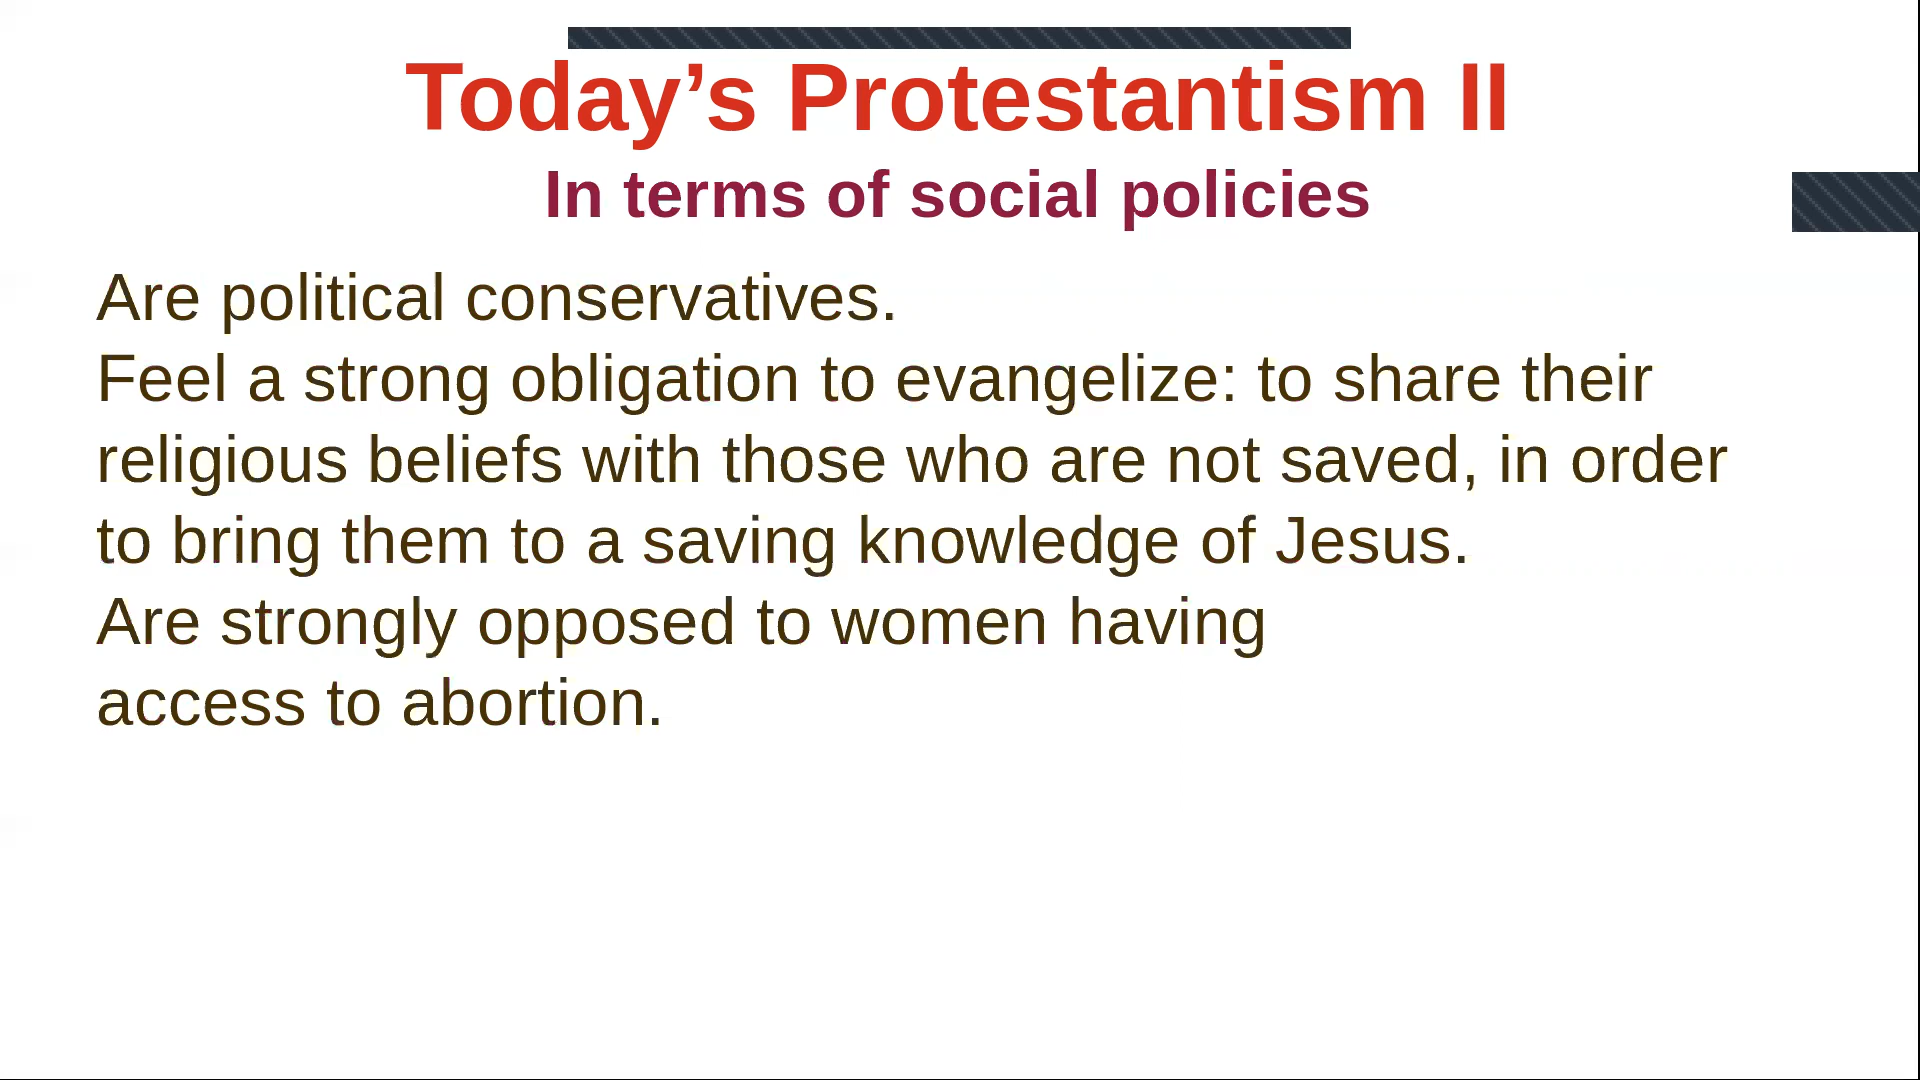 Today’s Protestantism II
In terms of social policies
Are political conservatives.
Feel a strong obligation to evangelize: to share their
religious beliefs with those who are not saved, in order
to bring them to a saving knowledge of Jesus.
Are strongly opposed to women having
access to abortion.